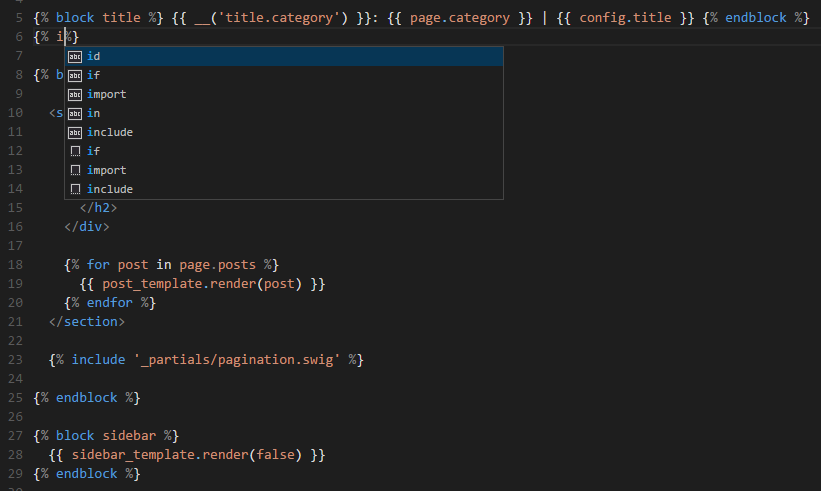 5 {% block title %} {{ __('title.category') }}: {{ page.category }} | {{ config.title }} {% endblock %}
6 {% i%}
7 abc id
8 {% b abc if
9 abc import
10 <s abc in
11 abc include
12 if
13 import
14 include
15 </h2>
16 </div>
17
18 {% for post in page.posts %}
19 {{ post_template.render(post) }}
20 {% endfor %}
21 </section>
22
23 {% include '_partials/pagination.swig' %}
24
25 {% endblock %}
26
27 {% block sidebar %}
28 {{ sidebar_template.render(false) }}
29 {% endblock %}